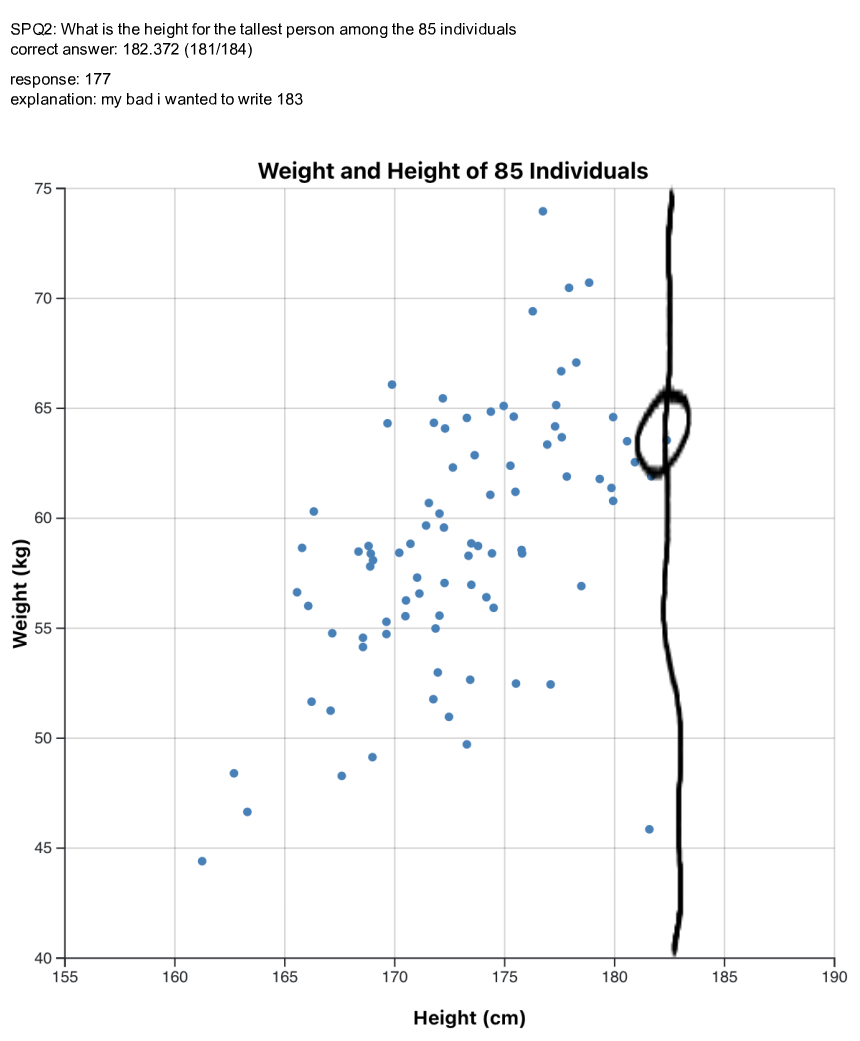 SPQ2: What is the height for the tallest person among the 85 individuals
correct answer: 182.372 (181/184)
response: 177
explanation: my bad i wanted to write 183
Weight and Height of 85 Individuals
75
70
65
60
55
50
45
40
Weight (kg)
155 160 165 170 175 180 185 190
Height (cm)